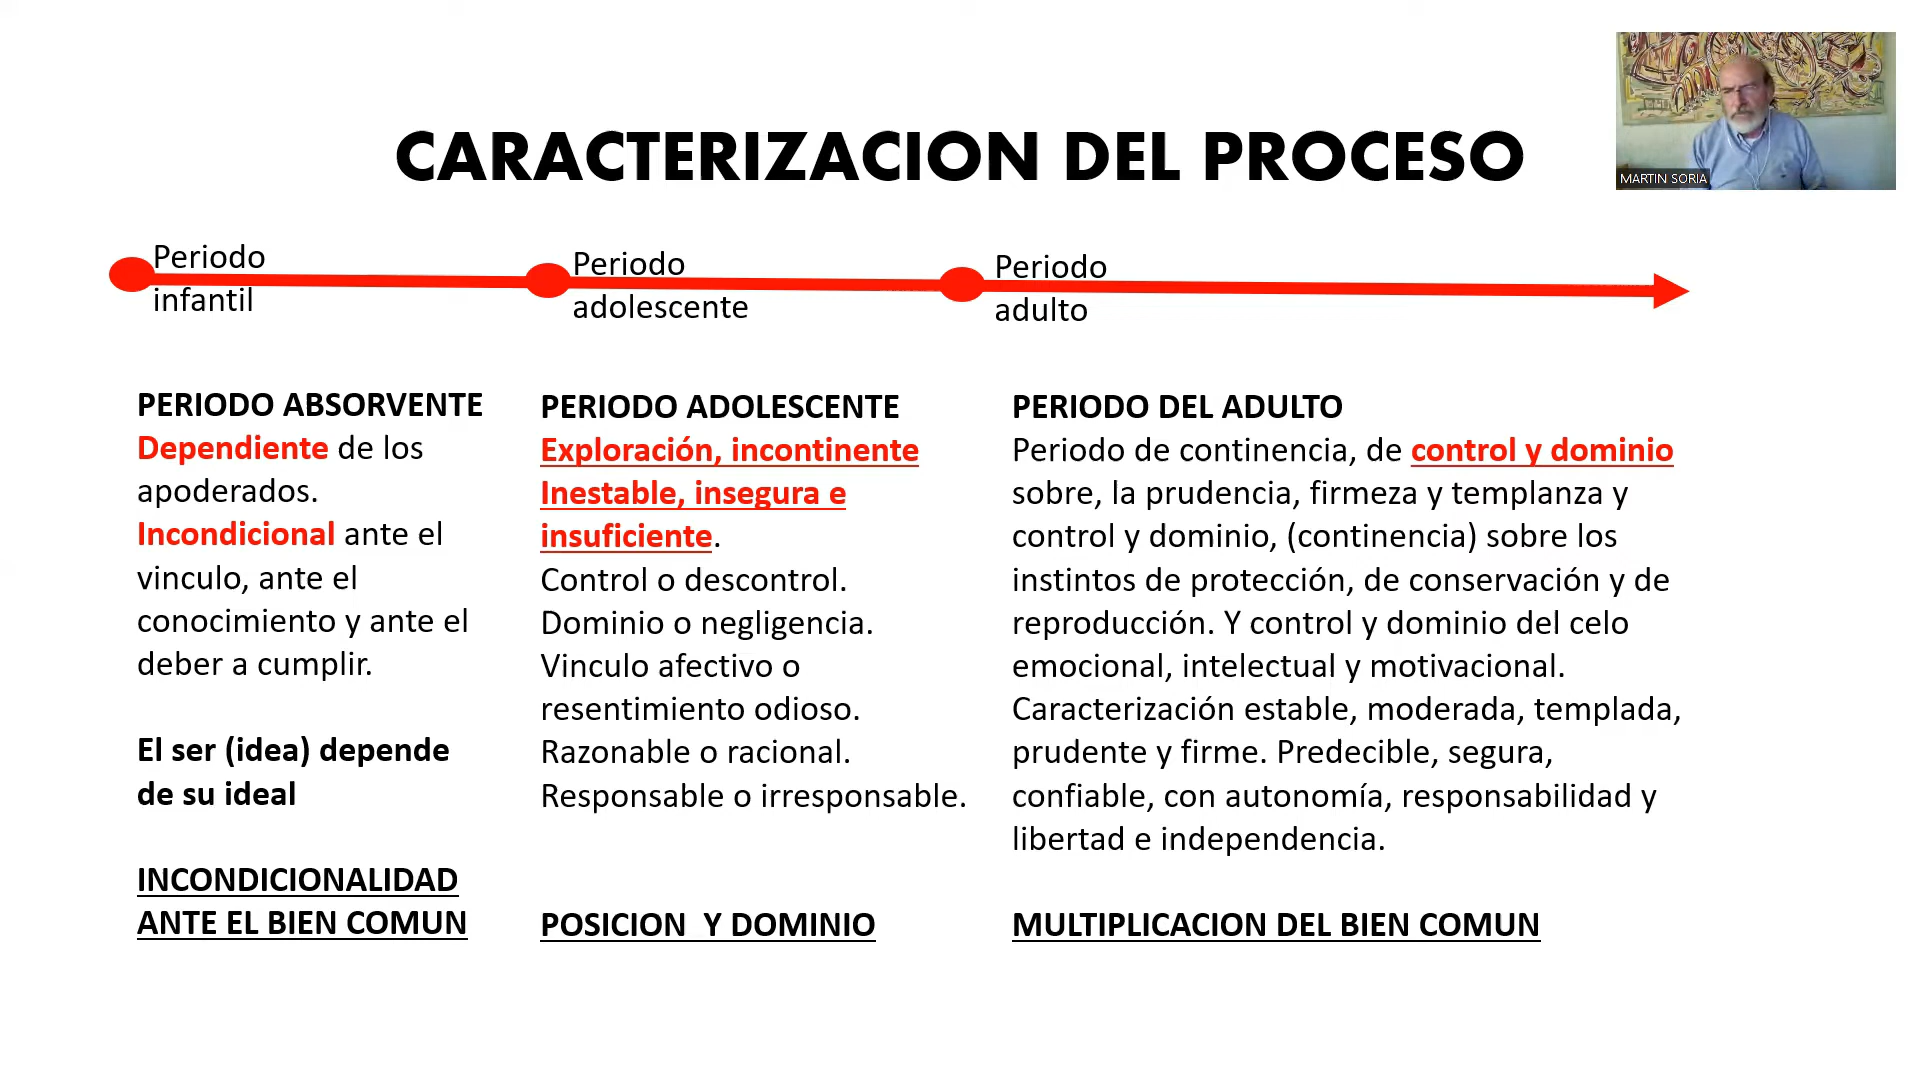 CARACTERIZACION DEL PROCESO
MARTIN SORIA
Periodo
infantil
Periodo
adolescente
Periodo
adulto
PERIODO ABSORVENTE
Dependiente de los
apoderados.
Incondicional ante el
vinculo, ante el
conocimiento y ante el
deber a cumplir.
El ser (idea) depende
de su ideal
INCONDICIONALIDAD
ANTE EL BIEN COMUN
PERIODO ADOLESCENTE
Exploración, incontinente
Inestable, insegura e
insuficiente.
Control o descontrol.
Dominio o negligencia.
Vinculo afectivo o
resentimiento odioso.
Razonable o racional.
Responsable o irresponsable.
POSICION Y DOMINIO
PERIODO DEL ADULTO
Periodo de continencia, de control y dominio
sobre, la prudencia, firmeza y templanza y
control y dominio, (continencia) sobre los
instintos de protección, de conservación y de
reproducción. Y control y dominio del celo
emocional, intelectual y motivacional.
Caracterización estable, moderada, templada,
prudente y firme. Predecible, segura,
confiable, con autonomía, responsabilidad y
libertad e independencia.
MULTIPLICACION DEL BIEN COMUN